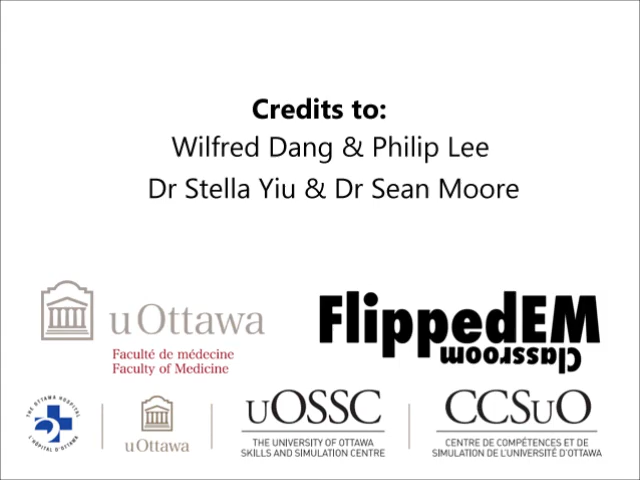 Credits to:
Wilfred Dang & Philip Lee
Dr Stella Yiu & Dr Sean Moore
uOttawa
Faculté de médecine
Faculty of Medicine
FlippedEM
Classroom
THE OTTAWA HOSPITAL
L'HÔPITAL D'OTTAWA
uOttawa
uOSSC
THE UNIVERSITY OF OTTAWA
SKILLS AND SIMULATION CENTRE
CCSuO
CENTRE DE COMPÉTENCES ET DE
SIMULATION DE L'UNIVERSITÉ D'OTTAWA